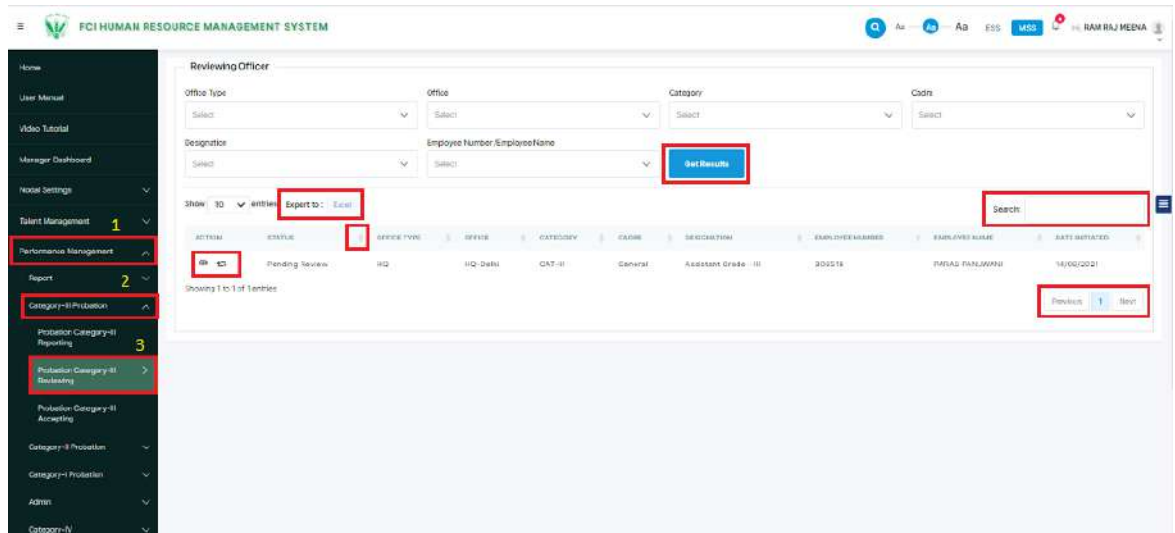 FCI HUMAN RESOURCE MANAGEMENT SYSTEM
Aa Aa Aa ESS MSS RAM RAJ MEENA
Home
User Manual
Video Tutorial
Manager Dashboard
Nodal Settings
Talent Management 1
Performance Management
Report 2
Category-III Probation
Probation Category-III
Reporting
3
Probation Category-III
Reviewing
Probation Category-III
Accepting
Category-II Probation
Category-I Probation
Admin
Category-IV
Reviewing Officer
Office Type Office Category Cadre
Select Select Select Select
Designation Employee Number/Employee Name
Select Select Get Results
Show 10 entries Export to : Excel
Search:
ACTION STATUS OFFICE TYPE OFFICE CATEGORY CADRE DESIGNATION EMPLOYEE NUMBER EMPLOYEE NAME DATE INITIATED
Pending Review HQ HQ-Delhi CAT-III General Assistant Grade - III PARAS PANJWANI 14/09/2021
Showing 1 to 1 of 1 entries
Previous 1 Next